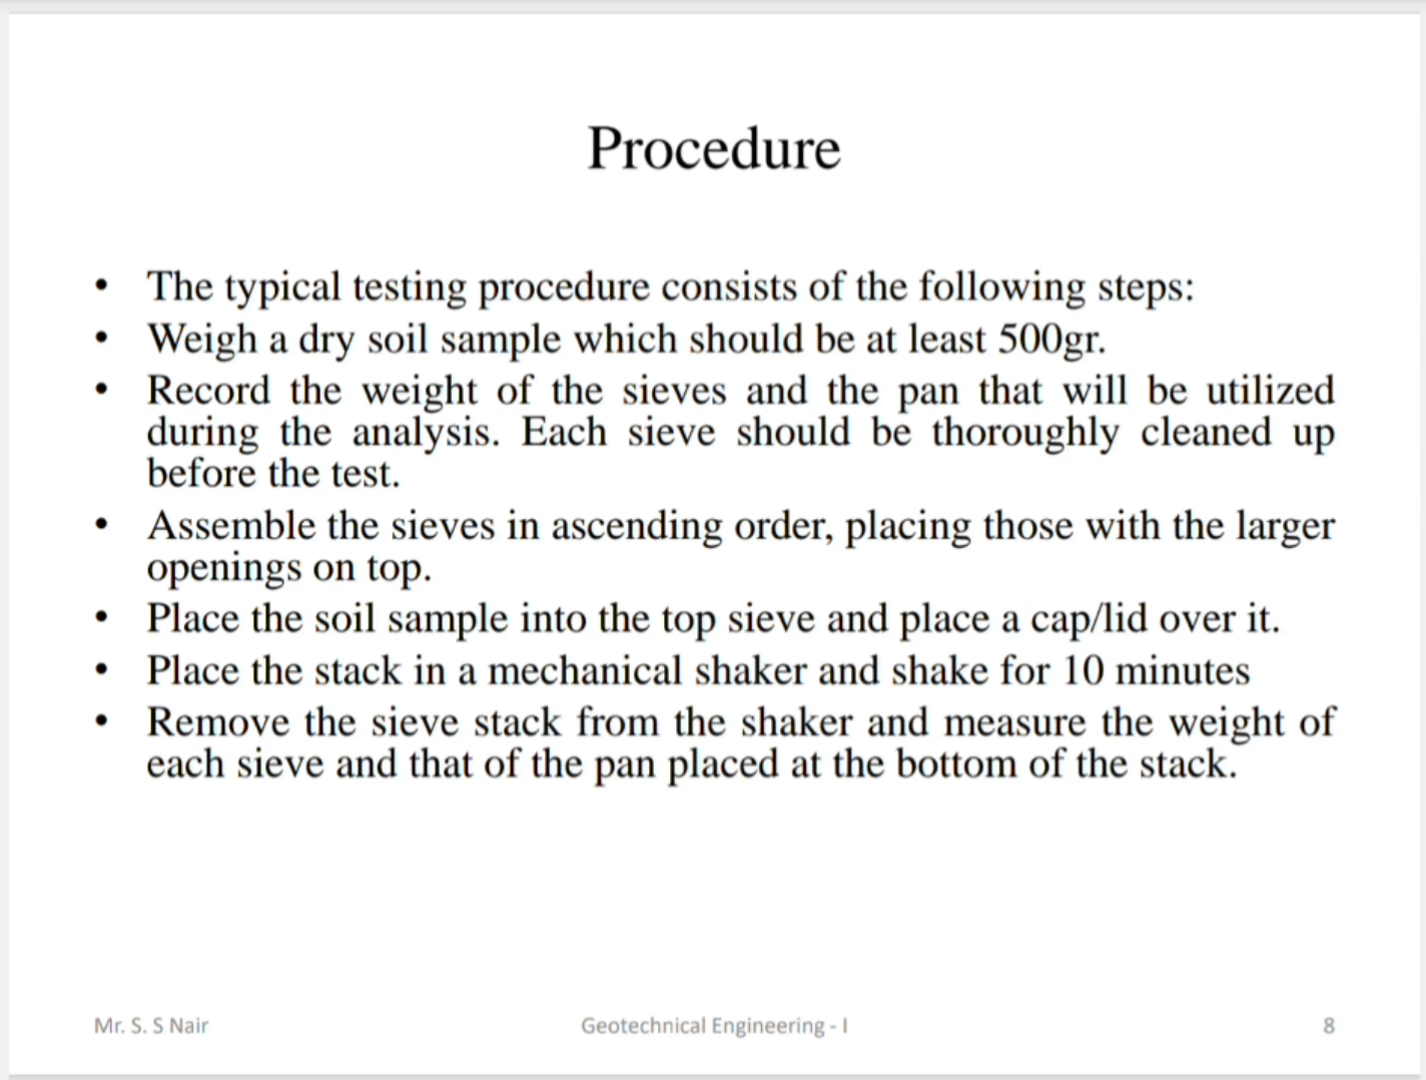 Procedure
• The typical testing procedure consists of the following steps:
• Weigh a dry soil sample which should be at least 500gr.
• Record the weight of the sieves and the pan that will be utilized
during the analysis. Each sieve should be thoroughly cleaned up
before the test.
• Assemble the sieves in ascending order, placing those with the larger
openings on top.
• Place the soil sample into the top sieve and place a cap/lid over it.
• Place the stack in a mechanical shaker and shake for 10 minutes
• Remove the sieve stack from the shaker and measure the weight of
each sieve and that of the pan placed at the bottom of the stack.
Mr. S. S Nair
Geotechnical Engineering - I
8